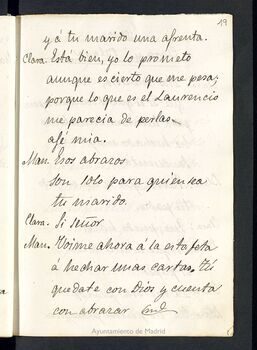 19
y á tu marido una afrenta.
Clara. Está bien, yo lo prometo
aunque es cierto que me pesa;
porque lo que es el Laurencio
me parecia de perlas
á fé mia.
Man. Esos abrazos
son solo para quien sea
tu marido.
Clara. Si señor
Man. Voime ahora á la estafeta
á hechar unas cartas. tú
quedate con Dios y cuenta
con abrazar
Ayuntamiento de Madrid